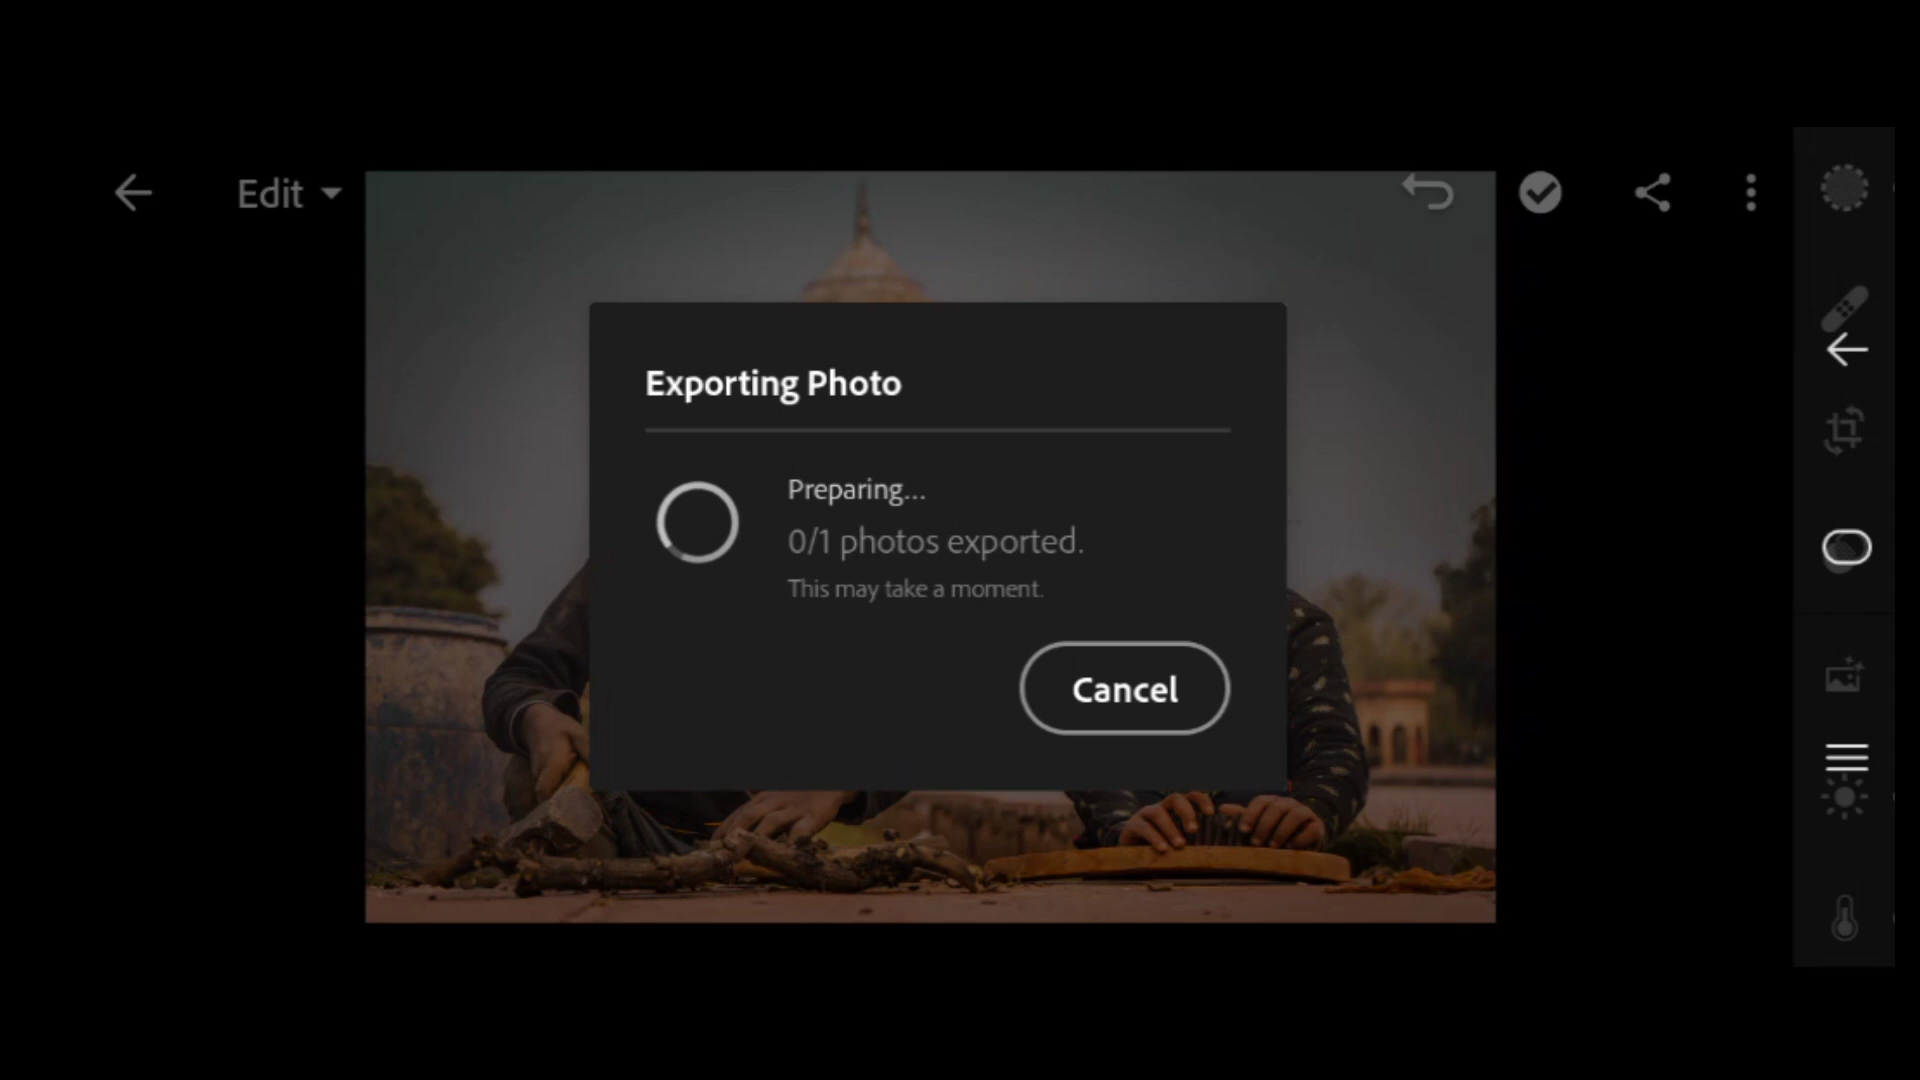 Edit
Exporting Photo
Preparing...
0/1 photos exported.
This may take a moment.
Cancel